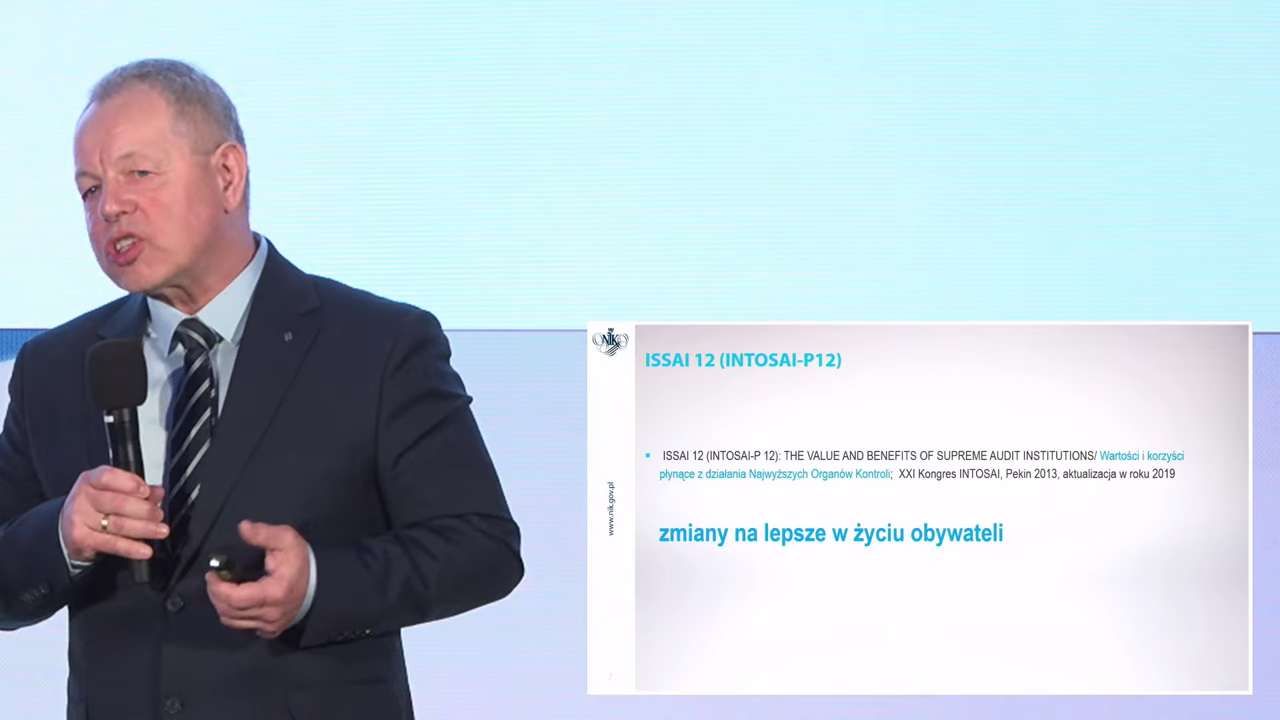 NIK
ISSAI 12 (INTOSAI-P12)
▪ ISSAI 12 (INTOSAI-P 12): THE VALUE AND BENEFITS OF SUPREME AUDIT INSTITUTIONS/ Wartości i korzyści
płynące z działania Najwyższych Organów Kontroli; XXI Kongres INTOSAI, Pekin 2013, aktualizacja w roku 2019
zmiany na lepsze w życiu obywateli
www.nik.gov.pl
7